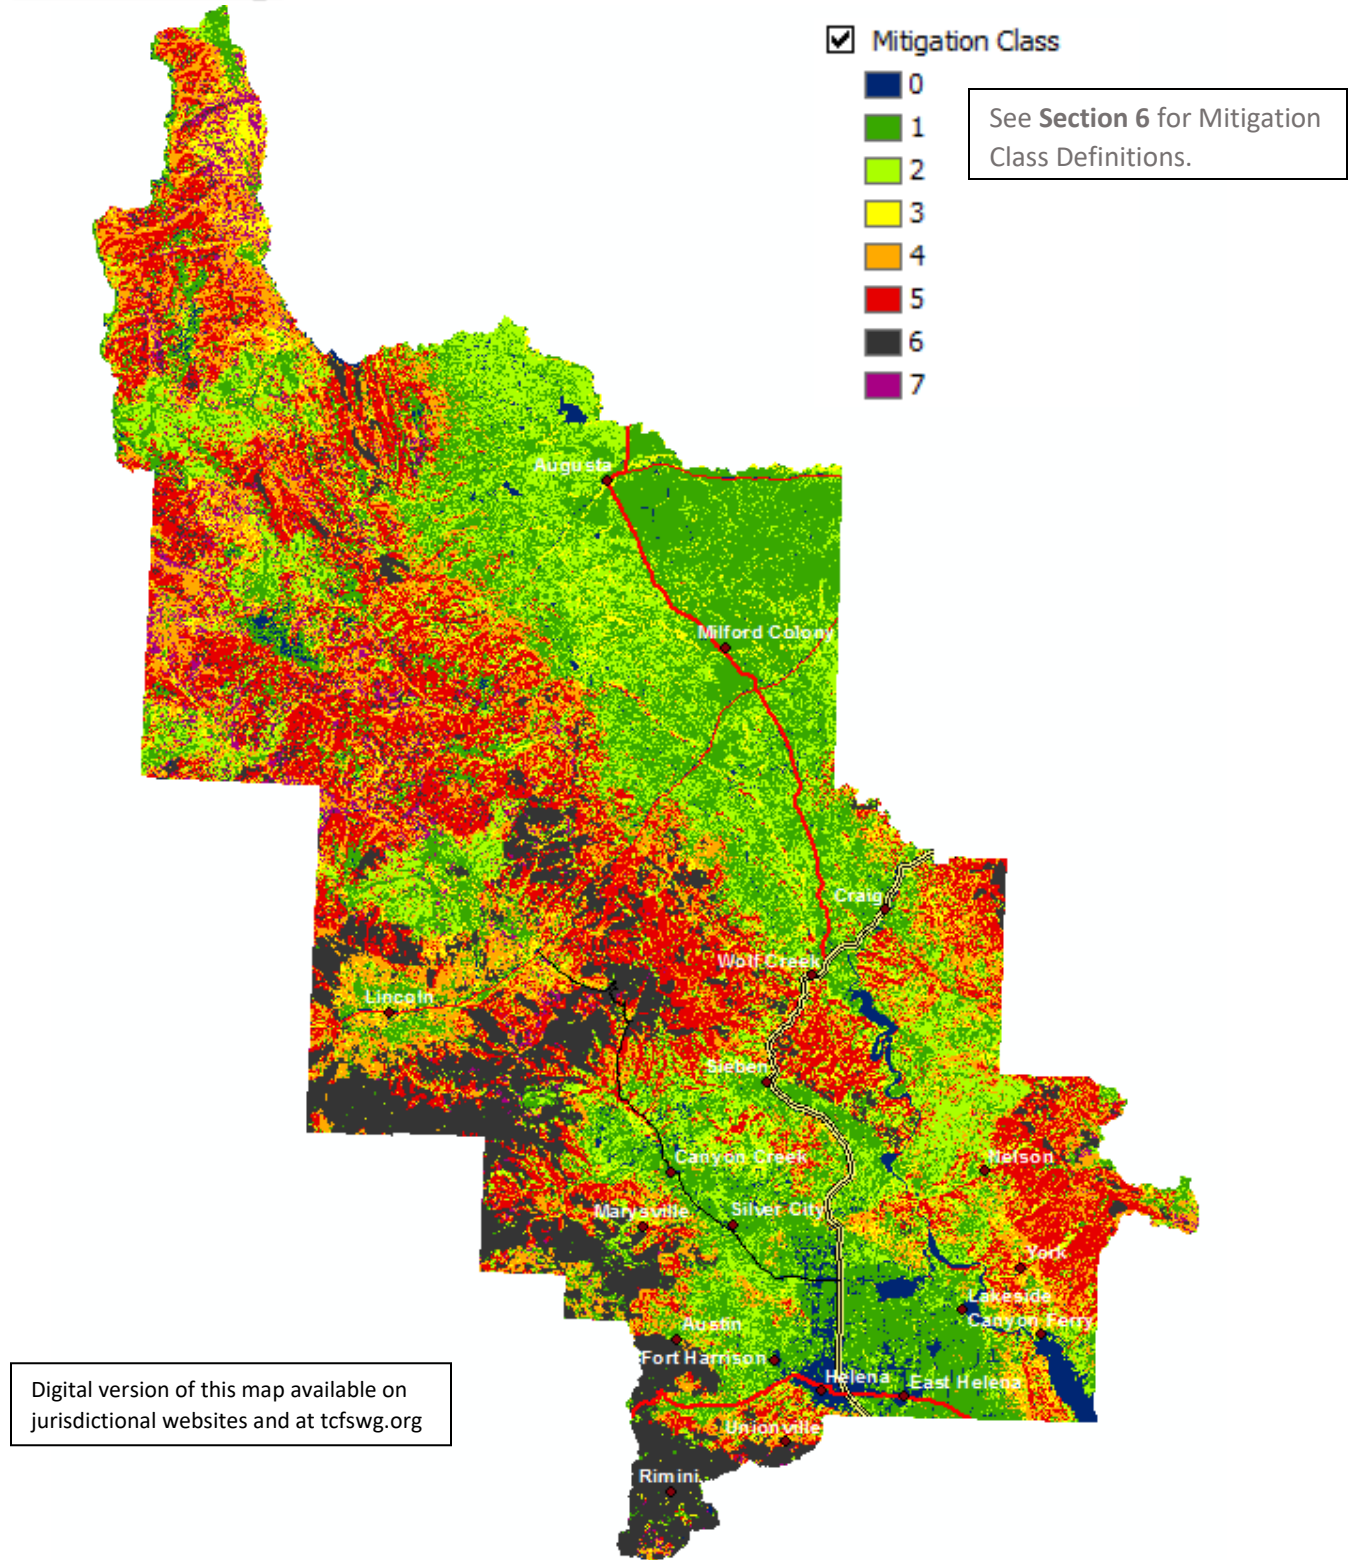 Mitigation Class
0
1
2
3
4
5
6
7
See Section 6 for Mitigation
Class Definitions.
Augusta
Milford Colony
Craig
Wolf Creek
Lincoln
Sieben
Canyon Creek
Nelson
Marysville
Silver City
York
Lakeside
Canyon Ferry
Austin
Fort Harrison
Helena
East Helena
Unionville
Rimini
Digital version of this map available on
jurisdictional websites and at tcfswg.org